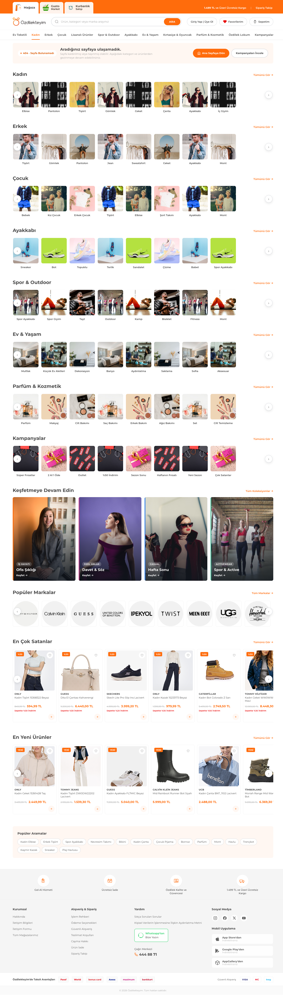 Mağaza
Gusto
Market
Kurbanlık
Satışı
1.499 TL ve Üzeri Ücretsiz Kargo | Sipariş Takip
Özdilekteyim
Ürün, kategori veya marka arayınız
ARA
Giriş Yap | Üye Ol
Favorilerim
Sepetim
Ev Tekstili Kadın Erkek Çocuk Lisanslı Ürünler Spor & Outdoor Ayakkabı Ev & Yaşam Kırtasiye & Oyuncak Parfüm & Kozmetik Özdilek Lokum Kampanyalar
404 - Sayfa Bulunamadı
Aradığınız sayfaya ulaşamadık.
Sayfa kaldırılmış veya taşınmış olabilir. Aşağıdaki kategori ve ürünlerden
gezinmeye devam edebilirsiniz.
Ana Sayfaya Dön
Kampanyaları İncele
Kadın
Tümünü Gör →
Elbise Pantolon Tişört Gömlek Ceket Çanta Ayakkabı İç Giyim
Erkek
Tümünü Gör →
Tişört Gömlek Pantolon Jean Sweatshirt Ceket Ayakkabı Mont
Çocuk
Tümünü Gör →
Bebek Kız Çocuk Erkek Çocuk Tişört Elbise Şort Takım Ayakkabı Mont
Ayakkabı
Tümünü Gör →
Sneaker Bot Topuklu Terlik Sandalet Çizme Babet Spor Ayakkabı
Spor & Outdoor
Tümünü Gör →
Spor Ayakkabı Spor Giyim Tayt Outdoor Kamp Bisiklet Fitness Mont
Ev & Yaşam
Tümünü Gör →
Mutfak Küçük Ev Aletleri Dekorasyon Banyo Aydınlatma Saklama Sofra Aksesuar
Parfüm & Kozmetik
Tümünü Gör →
Parfüm Makyaj Cilt Bakımı Saç Bakımı Erkek Bakım Ağız Bakımı Set Cilt Temizleme
Kampanyalar
Tümünü Gör →
SALE SALE SALE
Süper Fırsatlar 2 Al 1 Öde Outlet %50 İndirim Sezon Sonu Haftanın Fırsatı Yeni Sezon Çok Satanlar
Keşfetmeye Devam Edin
Tüm Koleksiyonlar →
İŞ HAYATI
Ofis Şıklığı
Keşfet →
ÖZEL ANLAR
Davet & Söz
Keşfet →
CASUAL
Hafta Sonu
Keşfet →
ACTİVEWEAR
Spor & Active
Keşfet →
Popüler Markalar
Tüm Markalar →
HILFIGER
Calvin Klein
GUESS
UNITED COLORS
OF BENETTON.
IPEKYOL
TWIST
MOON BOOT
UGG
australia
Herschel
SUPPLY CO. BRAND
TRADE MARK
En Çok Satanlar
Tümünü Gör →
%30
ONLY
Kadın Tişört 15368322 Beyaz
849,99 TL 594,99 TL
Sepette %30 İndirim
+
%30
GUESS
Dita El Çantası Kahverengi
9.200,00 TL 6.440,00 TL
Sepette %30 İndirim
+
%20
SKECHERS
Skech Lite Pro Slip Ins Lacivert
4.999,00 TL 3.999,20 TL
Sepette %20 İndirim
+
%30
ONLY
Kadın Kazak 15233173 Beyaz
1.399,99 TL 979,99 TL
Sepette %30 İndirim
+
%50
CATERPİLLAR
Kadın Bot Colorado Z Sarı
5.499,00 TL 2.749,50 TL
Sepette %50 İndirim
+
%30
TOMMY HİLFİGER
Kadın Ceket WW0WW
Mavi
12.069,00 TL 8.448,30
Sepette %30 İndirim
En Yeni Ürünler
Tümünü Gör →
YENİ
ONLY
Kadın Ceket 15361428 Taş
3.499,99 TL 2.449,99 TL
+
YENİ
TOMMY JEANS
Kadın Tişört DW0DW22202
Lacivert
2.199,00 TL 1.539,30 TL
+
YENİ
GUESS
Kadın Ayakkabı FL7MIC Beyaz
7.200,00 TL 5.040,00 TL
+
YENİ
CALVİN KLEİN JEANS
Mid Rainboot Runner Bot Siyah
5.999,00 TL
+
YENİ
benetton
UCB
Kadın Çanta BNT_1102 Lacivert
2.488,00 TL
+
YENİ
TİMBERLAND
Moriah Range Mid War
Bot
9.099,00 TL 6.369,30
Popüler Aramalar
Kadın Elbise Erkek Tişört Spor Ayakkabı Nevresim Takımı Bikini Kadın Çanta Çocuk Pijama Bornoz Parfüm Mont Havlu Trençkot
Kaşmir Kazak Sneaker Plaj Havlusu
Gel-Al Hizmeti
Ücretsiz İade
Özdilek Kalite ve
Güvencesi
1.499 TL ve Üzeri Ücretsiz
Kargo
Kurumsal
Hakkında
İletişim Bilgileri
İletişim Formu
Tüm Mağazalarımız
Alışveriş & Sipariş
İşlem Rehberi
Ödeme Seçenekleri
Güvenli Alışveriş
Teslimat Koşulları
Cayma Hakkı
Ürün İade
Sipariş Takip
Yardım
Sıkça Sorulan Sorular
Kişisel Verilerin İşlenmesine İlişkin Aydınlatma Metni
Whatsapp'tan
Bize Yazın
Çağrı Merkezi
444 88 71
Sosyal Medya
Mobil Uygulama
App Store'dan
İndirebilirsiniz
Google Play'den
İndirebilirsiniz
AppGallery'den
İndirebilirsiniz
Özdilekteyim'de Taksit Avantajları Paraf World bonus card Axess maximum bankkart
Güvenli Alışveriş VISA MC troy
© 2026 Özdilekteyim. Tüm hakları saklıdır.